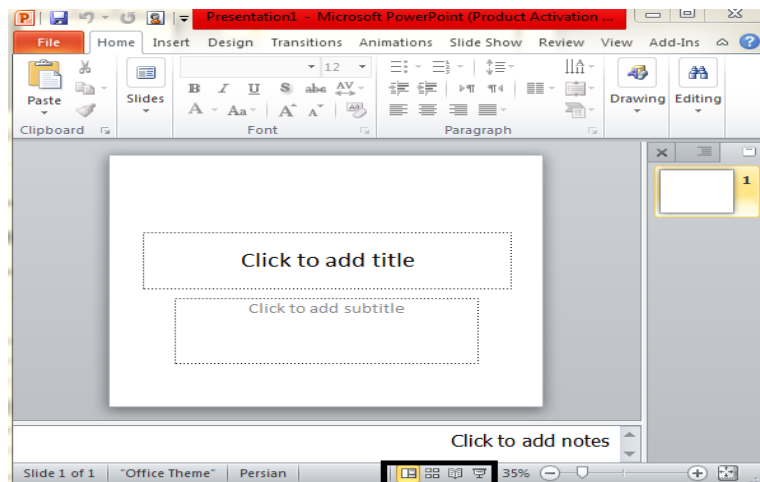 Presentation1 - Microsoft PowerPoint (Product Activation ...
File Home Insert Design Transitions Animations Slide Show Review View Add-Ins
12
Paste Slides B I U S abc AV Drawing Editing
A Aa A A
Clipboard Font Paragraph
1
Click to add title
Click to add subtitle
Click to add notes
Slide 1 of 1 "Office Theme" Persian 35%